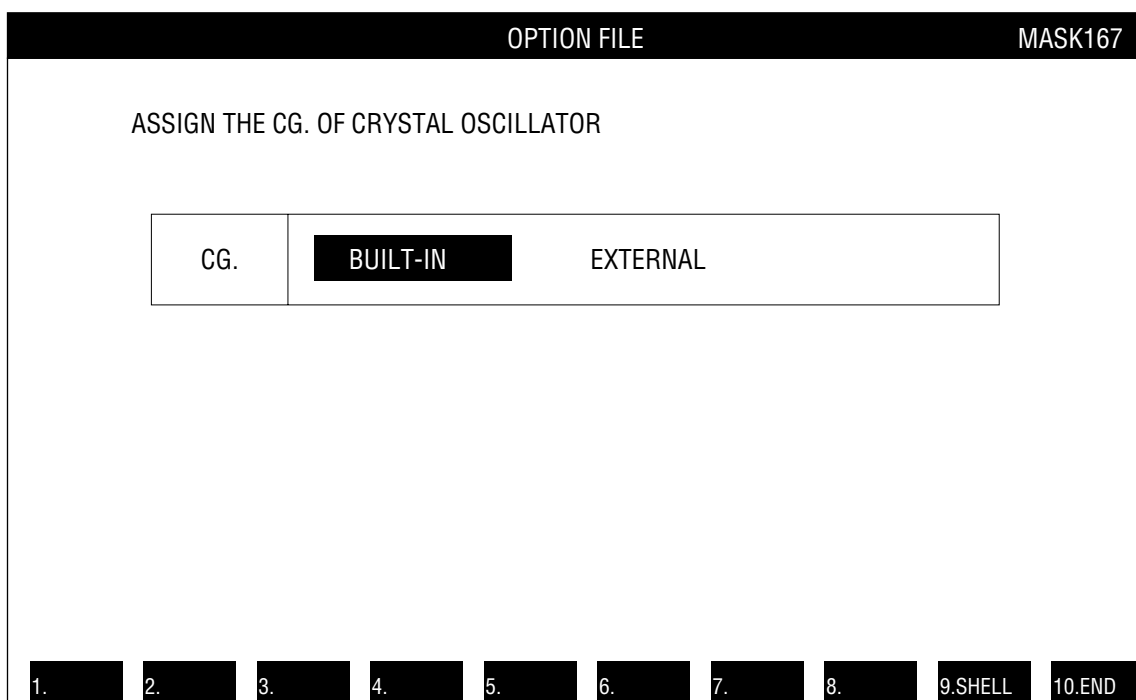 OPTION FILE MASK167
ASSIGN THE CG. OF CRYSTAL OSCILLATOR
CG. BUILT-IN EXTERNAL
1. 2. 3. 4. 5. 6. 7. 8. 9.SHELL 10.END